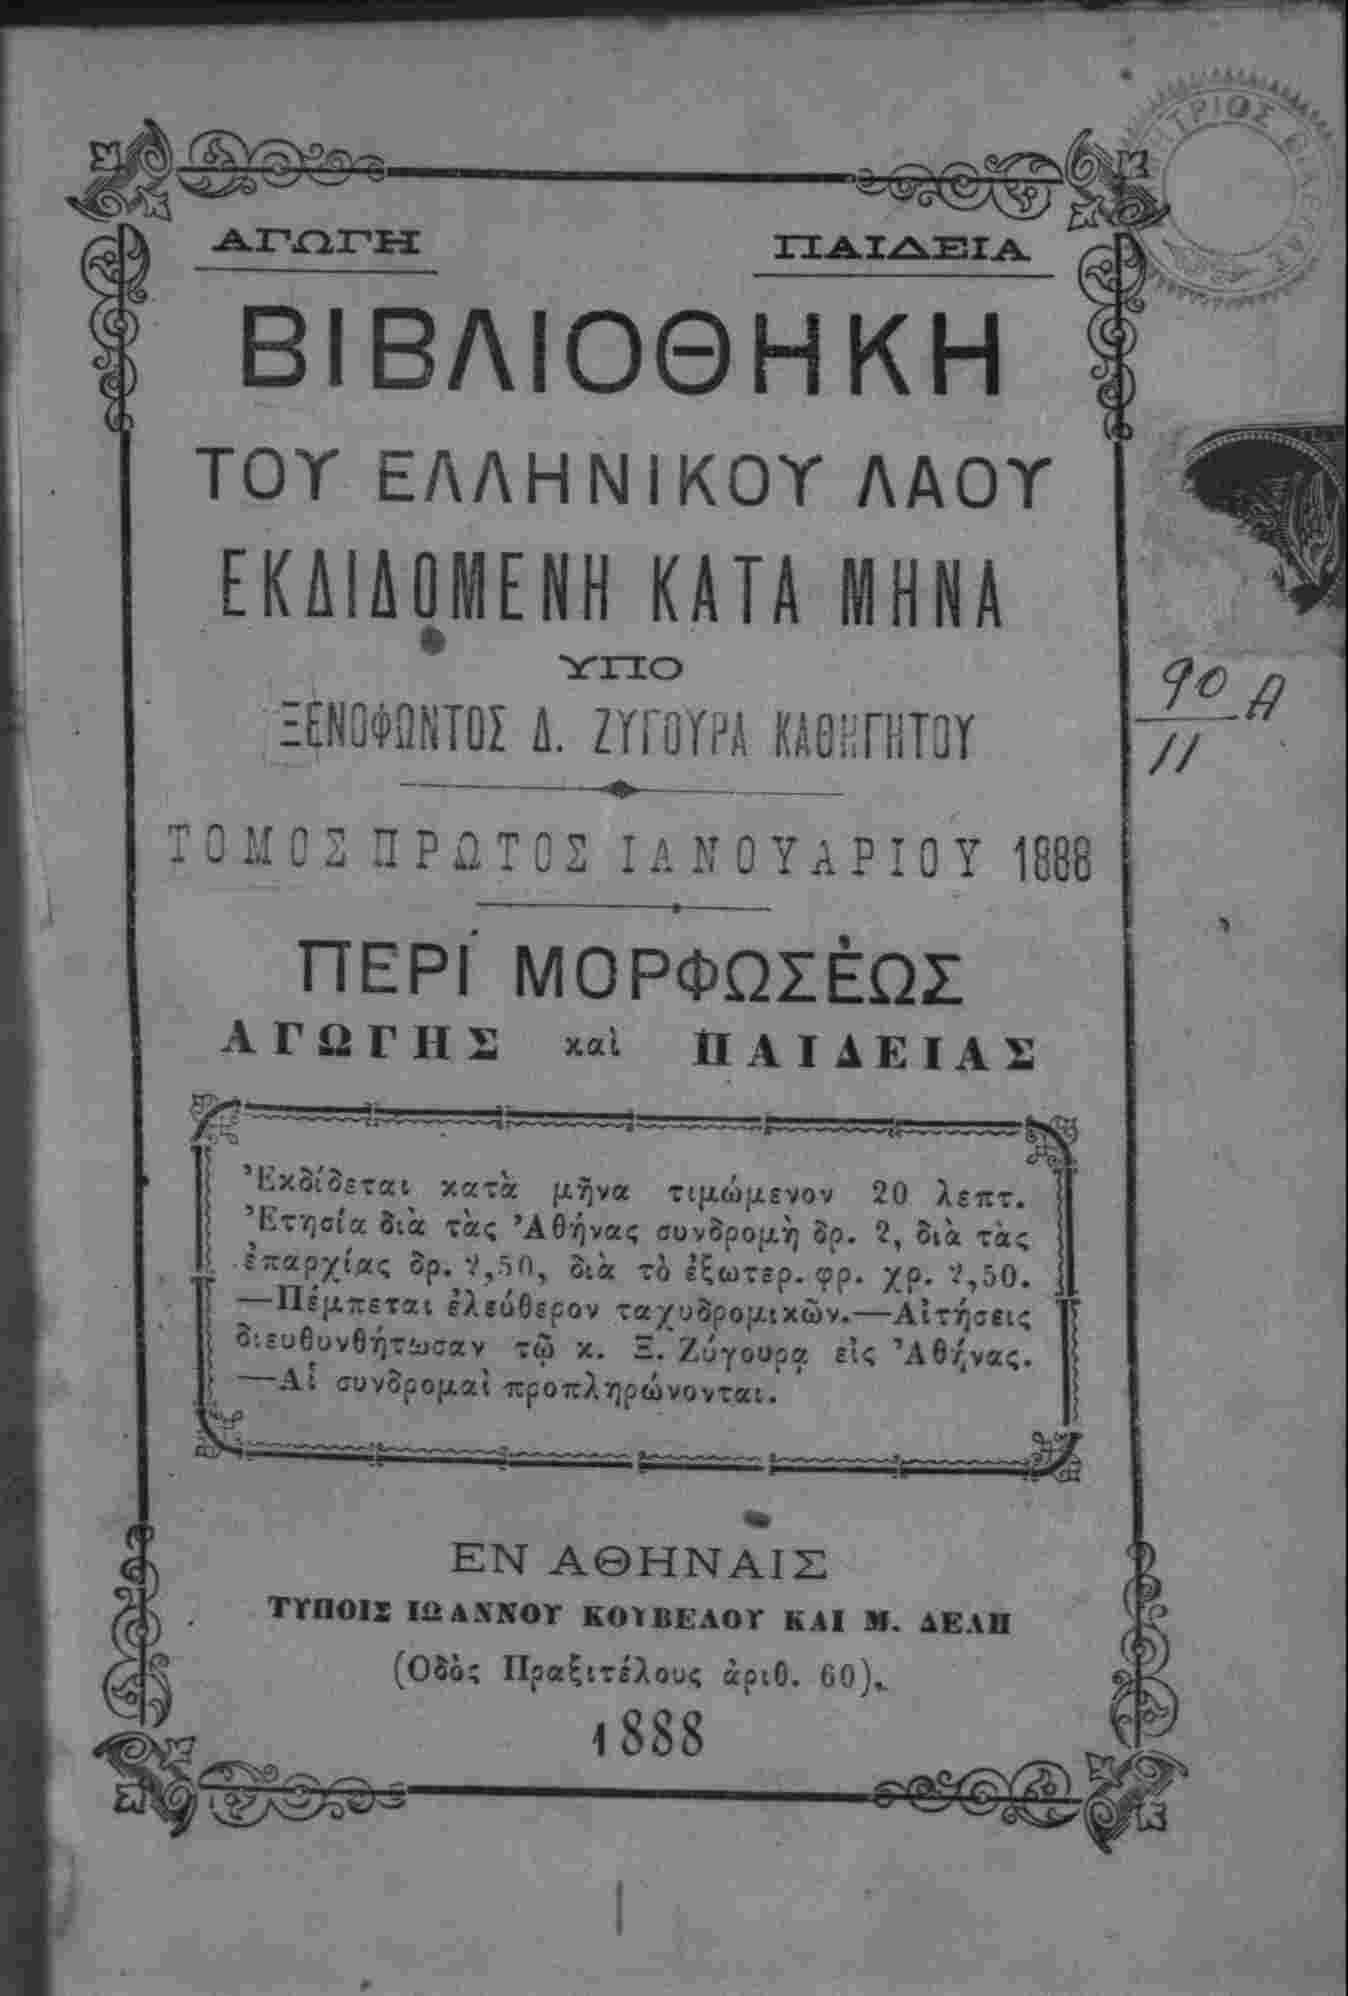 ΑΓΩΓΗ ΠΑΙΔΕΙΑ
ΒΙΒΛΙΟΘΗΚΗ
ΤΟΥ ΕΛΛΗΝΙΚΟΥ ΛΑΟΥ
ΕΚΔΙΔΟΜΕΝΗ ΚΑΤΑ ΜΗΝΑ
ΥΠΟ
ΞΕΝΟΦΩΝΤΟΣ Δ. ΖΥΓΟΥΡΑ ΚΑΘΗΓΗΤΟΥ
90 Α
11
ΤΟΜΟΣ ΠΡΩΤΟΣ ΙΑΝΟΥΑΡΙΟΥ 1888
ΠΕΡΙ ΜΟΡΦΩΣΕΩΣ
ΑΓΩΓΗΣ καὶ ΠΑΙΔΕΙΑΣ
Ἐκδίδεται κατὰ μῆνα τιμώμενον 20 λεπτ.
Ἐτησία διὰ τὰς Ἀθήνας συνδρομὴ δρ. 2, διὰ τὰς
ἐπαρχίας δρ. 2,50, διὰ τὸ ἐξωτερ. φρ. χρ. 2,50.
—Πέμπεται ἐλεύθερον ταχυδρομικῶν.—Αἰτήσεις
διευθυνθήτωσαν τῷ κ. Ξ. Ζύγουρᾳ εἰς Ἀθήνας.
—Αἱ συνδρομαὶ προπληρώνονται.
ΕΝ ΑΘΗΝΑΙΣ
ΤΥΠΟΙΣ ΙΩΑΝΝΟΥ ΚΟΥΒΕΛΟΥ ΚΑΙ Μ. ΔΕΛΗ
(Οδὸς Πραξιτέλους ἀριθ. 60).
1888